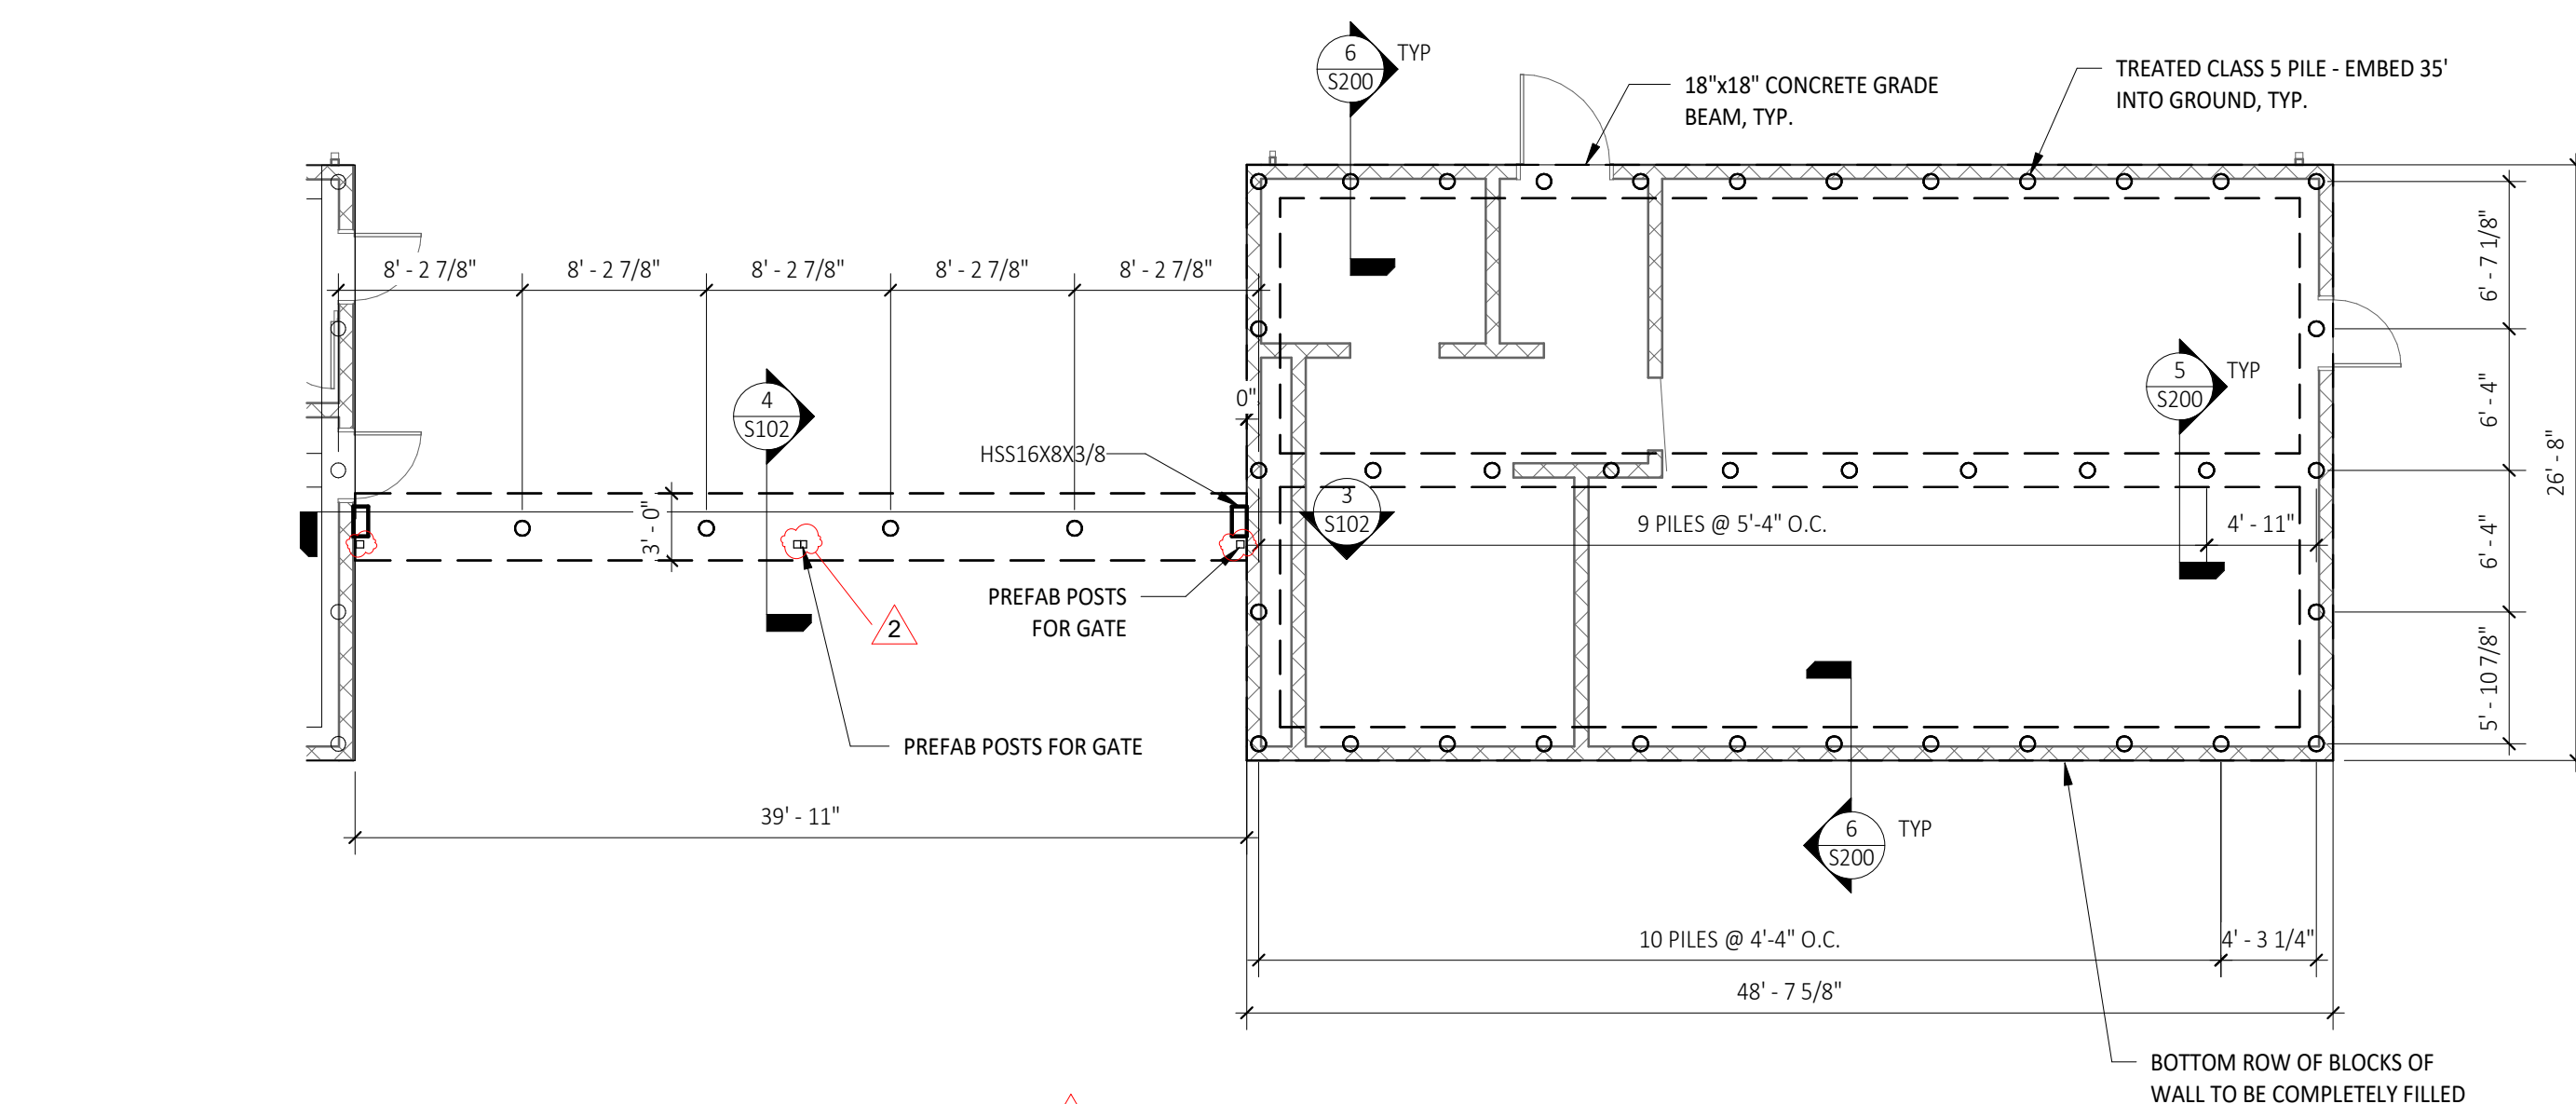 6
S200
TYP
18"x18" CONCRETE GRADE
BEAM, TYP.
TREATED CLASS 5 PILE - EMBED 35'
INTO GROUND, TYP.
8' - 2 7/8"
8' - 2 7/8"
8' - 2 7/8"
8' - 2 7/8"
8' - 2 7/8"
6' - 7 1/8"
6' - 4"
6' - 4"
5' - 10 7/8"
26' - 8"
4
S102
0"
5
S200
TYP
HSS16X8X3/8
3' - 0"
3
S102
9 PILES @ 5'-4" O.C.
4' - 11"
PREFAB POSTS
FOR GATE
2
PREFAB POSTS FOR GATE
39' - 11"
6
S200
TYP
10 PILES @ 4'-4" O.C.
4' - 3 1/4"
48' - 7 5/8"
BOTTOM ROW OF BLOCKS OF
WALL TO BE COMPLETELY FILLED